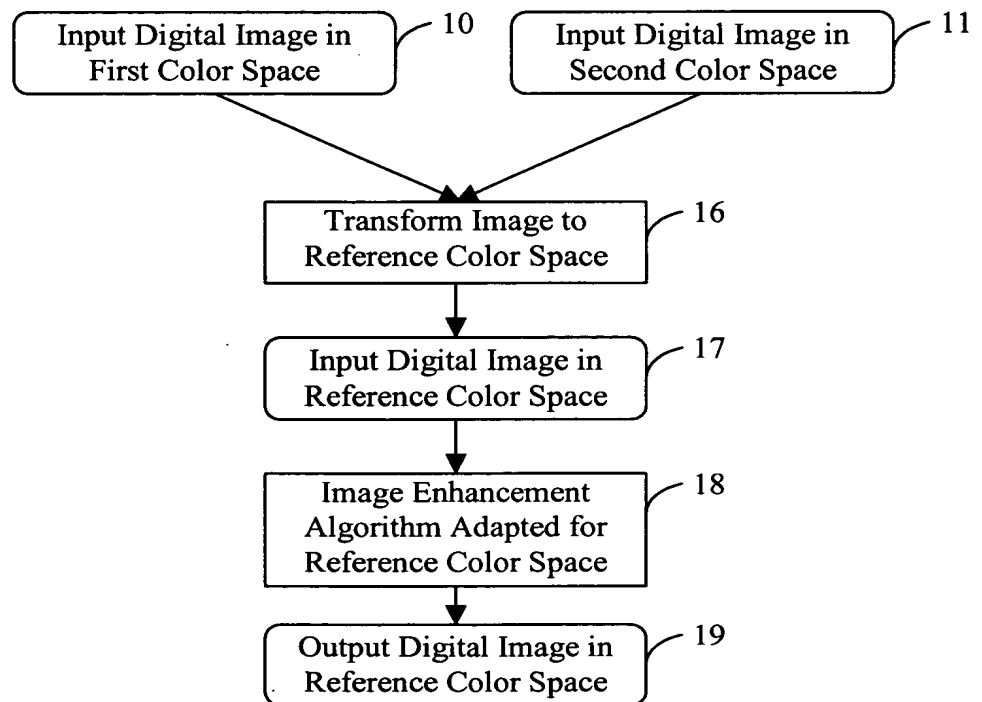 Input Digital Image in
First Color Space
10
Input Digital Image in
Second Color Space
11
Transform Image to
Reference Color Space
16
Input Digital Image in
Reference Color Space
17
Image Enhancement
Algorithm Adapted for
Reference Color Space
18
Output Digital Image in
Reference Color Space
19